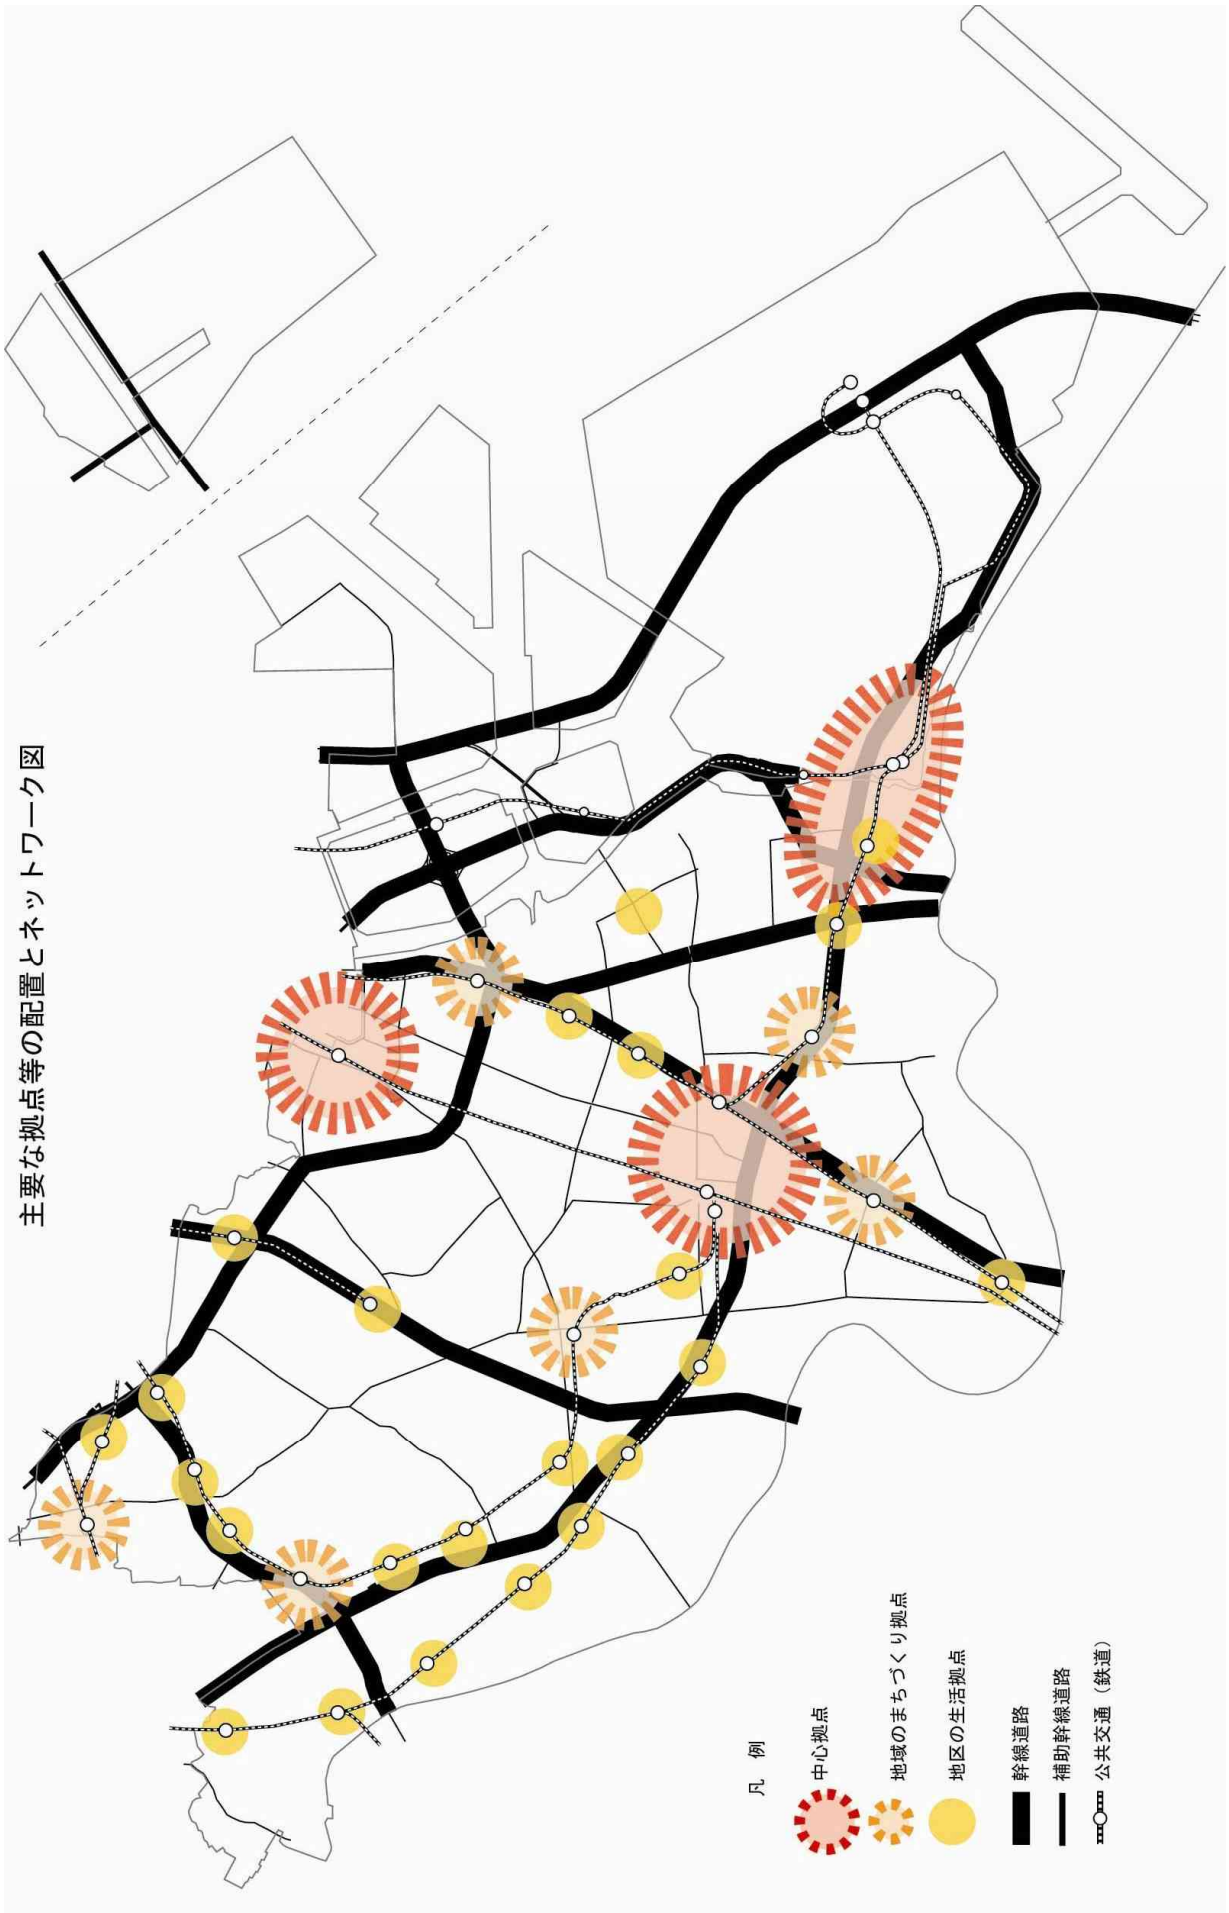 主要な拠点等の配置とネットワーク図
凡　例
中心拠点
地域のまちづくり拠点
地区の生活拠点
幹線道路
補助幹線道路
公共交通（鉄道）